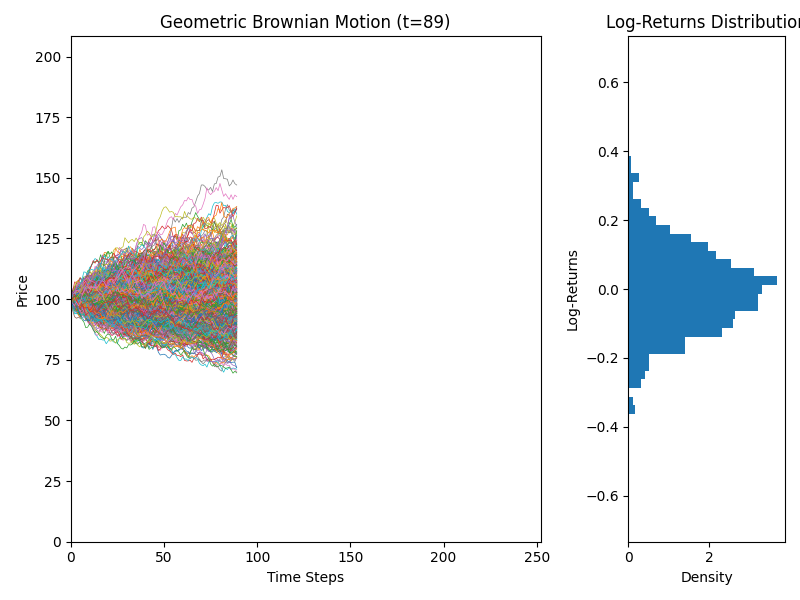 Geometric Brownian Motion (t=89)
Price
200
175
150
125
100
75
50
25
0
0 50 100 150 200 250
Time Steps
Log-Returns Distribution
Log-Returns
0.6
0.4
0.2
0.0
−0.2
−0.4
−0.6
0 2
Density